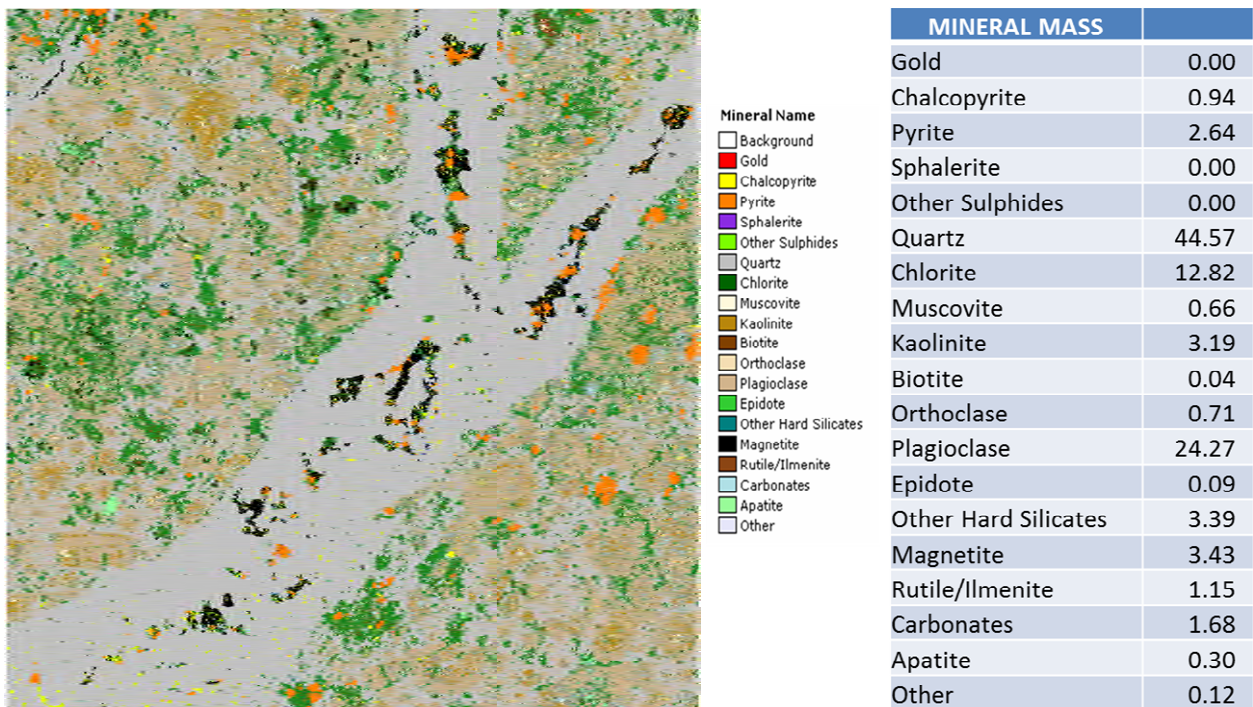 Mineral Name
Background
Gold
Chalcopyrite
Pyrite
Sphalerite
Other Sulphides
Quartz
Chlorite
Muscovite
Kaolinite
Biotite
Orthoclase
Plagioclase
Epidote
Other Hard Silicates
Magnetite
Rutile/Ilmenite
Carbonates
Apatite
Other
MINERAL MASS
Gold 0.00
Chalcopyrite 0.94
Pyrite 2.64
Sphalerite 0.00
Other Sulphides 0.00
Quartz 44.57
Chlorite 12.82
Muscovite 0.66
Kaolinite 3.19
Biotite 0.04
Orthoclase 0.71
Plagioclase 24.27
Epidote 0.09
Other Hard Silicates 3.39
Magnetite 3.43
Rutile/Ilmenite 1.15
Carbonates 1.68
Apatite 0.30
Other 0.12